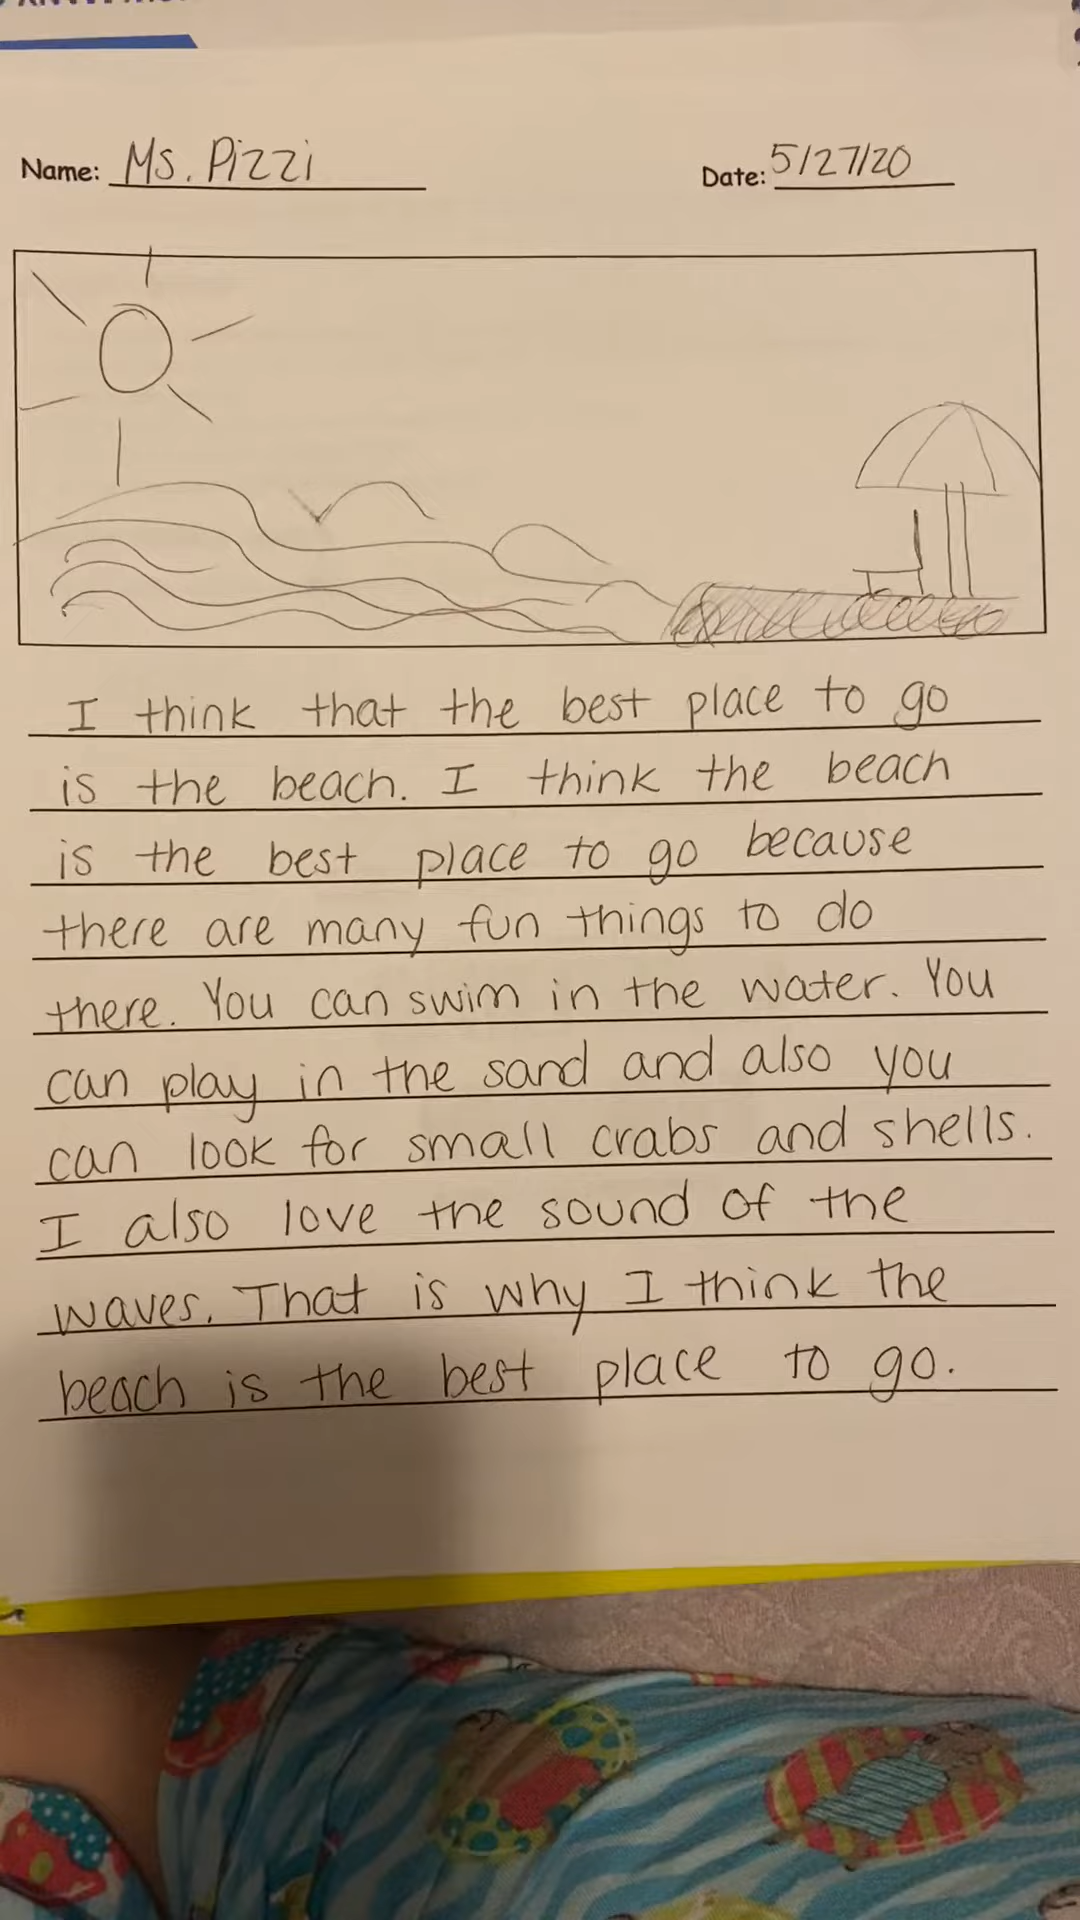 Name: Ms. Pizzi
Date: 5/27/20
I think that the best place to go
is the beach. I think the beach
is the best place to go because
there are many fun things to do
there. You can swim in the water. You
can play in the sand and also you
can look for small crabs and shells.
I also love the sound of the
waves. That is why I think the
beach is the best place to go.